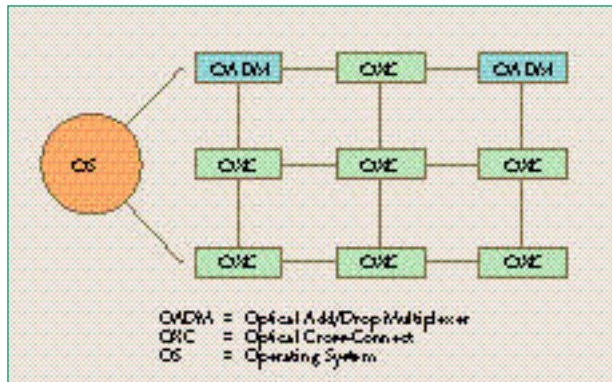 OADM OXC OADM
OS OXC OXC OXC
OXC OXC OXC
OADM = Optical Add/Drop Multiplexer
OXC = Optical Cross-Connect
OS = Operating System